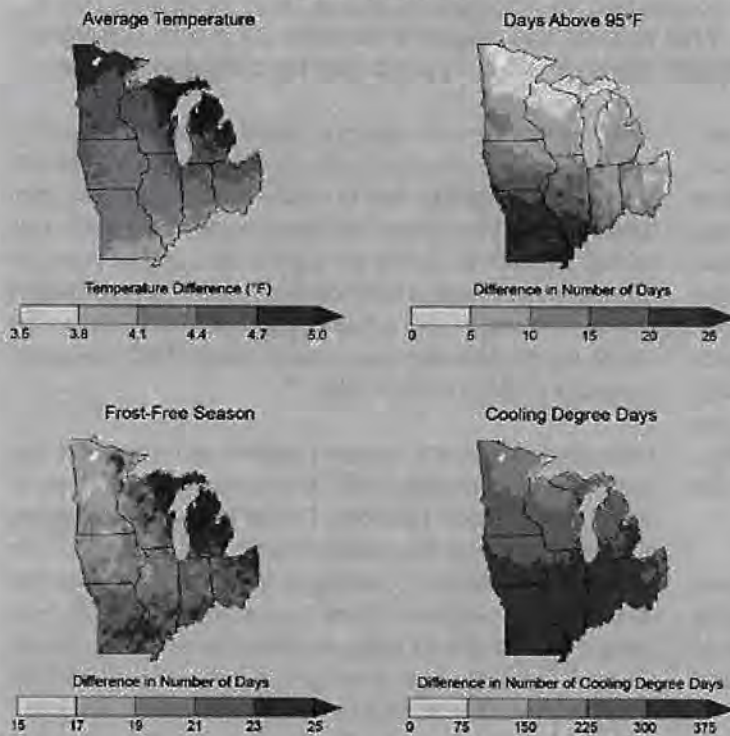 Average Temperature
Days Above 95°F
Temperature Difference (°F)
3.5 3.8 4.1 4.4 4.7 5.0
Difference in Number of Days
0 5 10 15 20 25
Frost-Free Season
Cooling Degree Days
Difference in Number of Days
15 17 19 21 23 25
Difference in Number of Cooling Degree Days
0 75 150 225 300 375